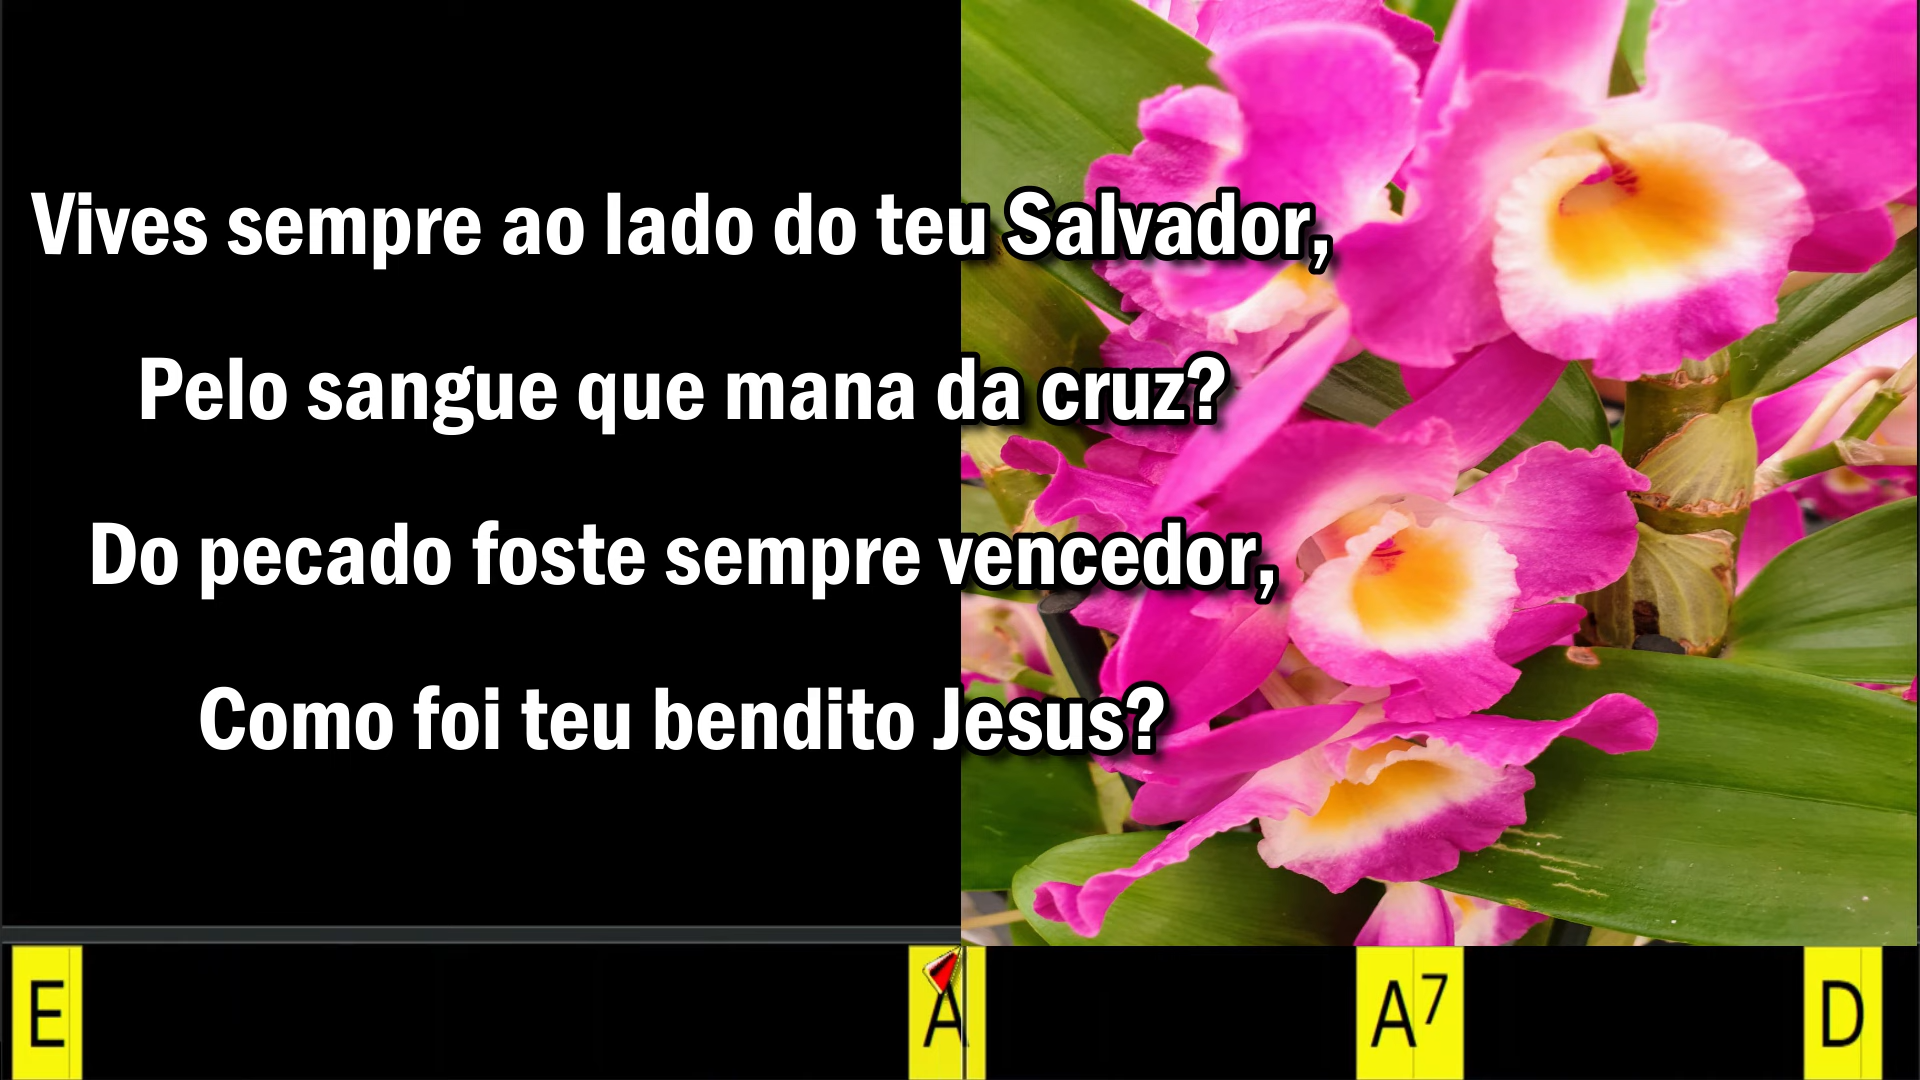 Vives sempre ao lado do teu Salvador,
Pelo sangue que mana da cruz?
Do pecado foste sempre vencedor,
Como foi teu bendito Jesus?
E A A7 D